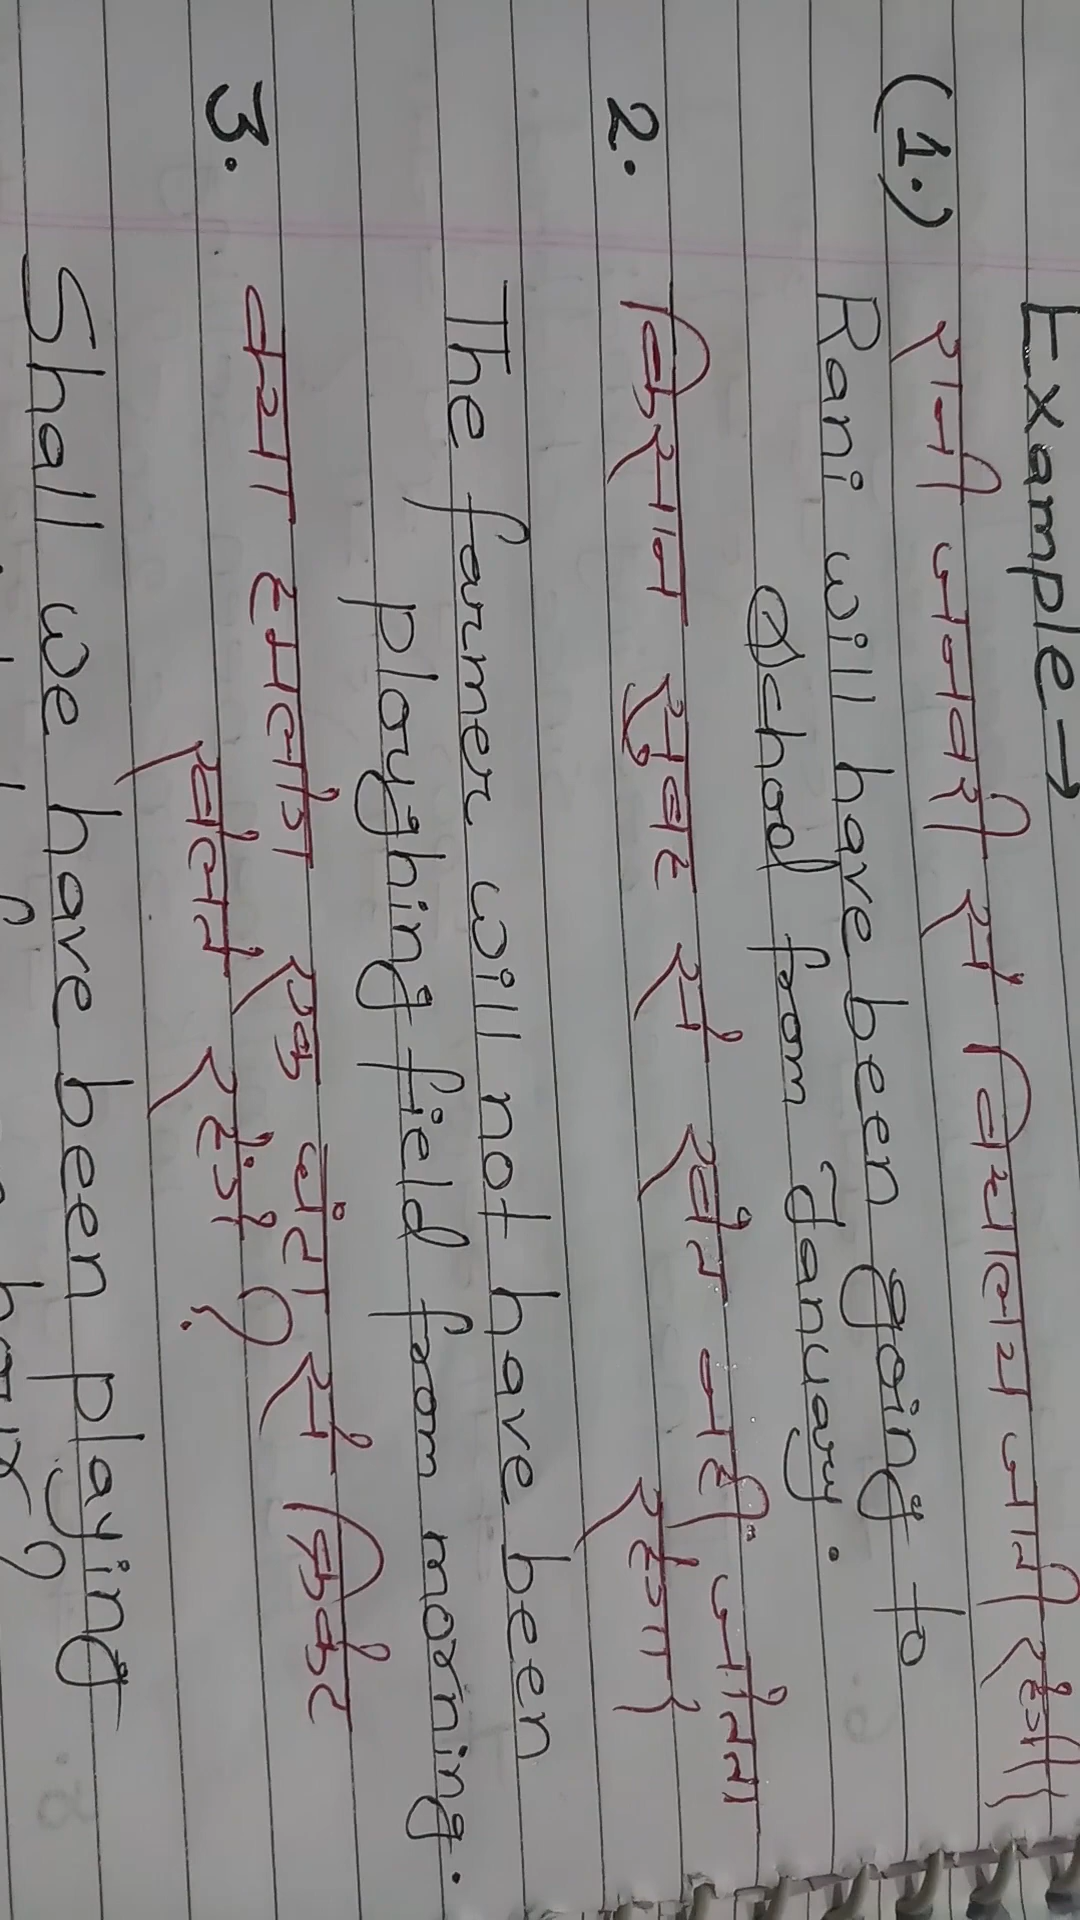 Example→
(1.) रानी जनवरी से विद्यालय जाती रहेगी।
Rani will have been going to
School from January.
2. किसान सुबह से खेत नहीं जोतता
रहेगा।
The farmer will not have been
ploughing field from morning.
3. क्या हमलोग एक घंटा से क्रिकेट
खेलते रहेंगे?
Shall we have been playing